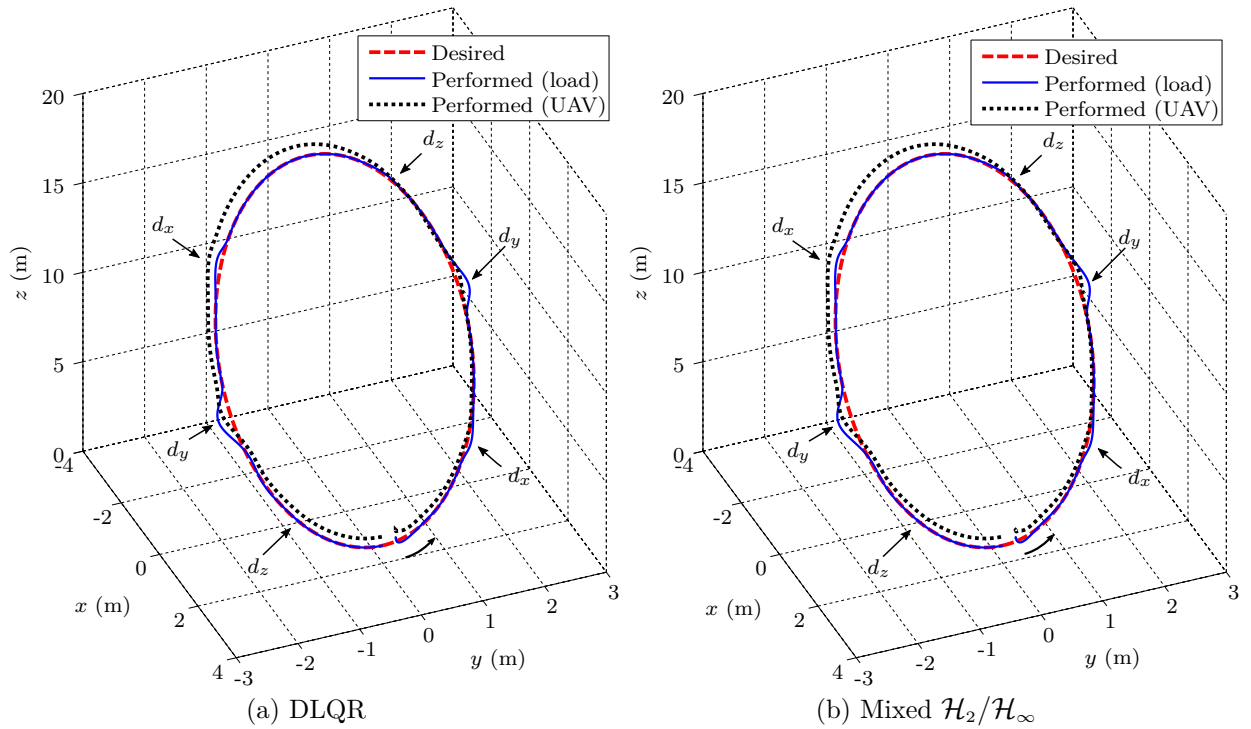 Desired
Performed (load)
Performed (UAV)
20
15
10
5
0
z (m)
-4
-2
0
2
4
x (m)
-3
-2
-1
0
1
2
3
y (m)
d_z
d_x
d_y
d_y
d_x
d_z
(a) DLQR
Desired
Performed (load)
Performed (UAV)
20
15
10
5
0
z (m)
-4
-2
0
2
4
x (m)
-3
-2
-1
0
1
2
3
y (m)
d_z
d_x
d_y
d_y
d_x
d_z
(b) Mixed ℋ₂/ℋ∞